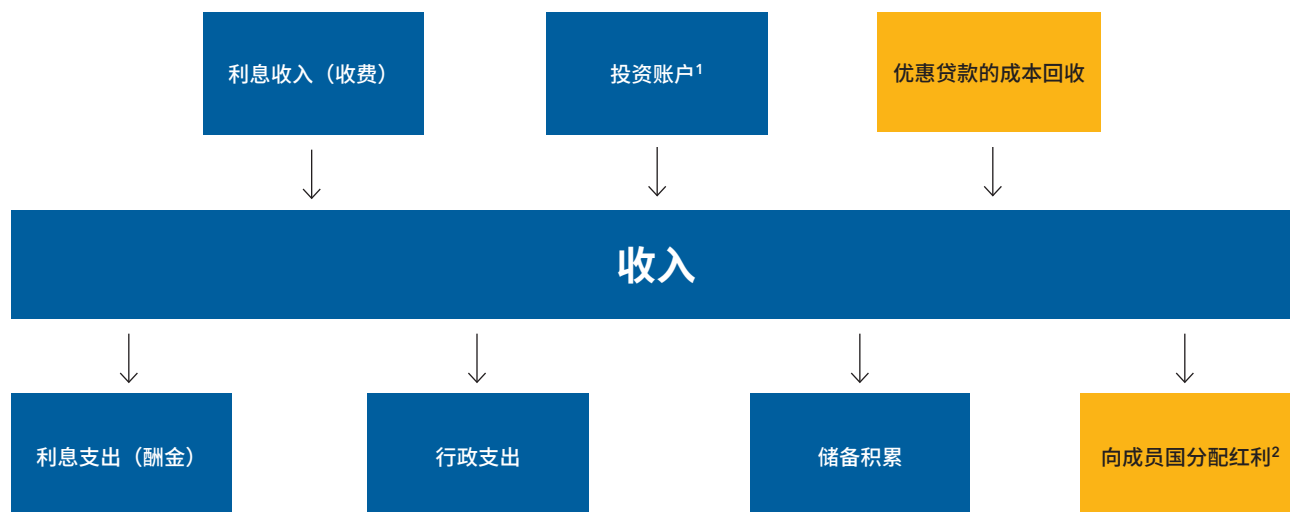 利息收入（收费）
投资账户¹
优惠贷款的成本回收
收入
利息支出（酬金）
行政支出
储备积累
向成员国分配红利²